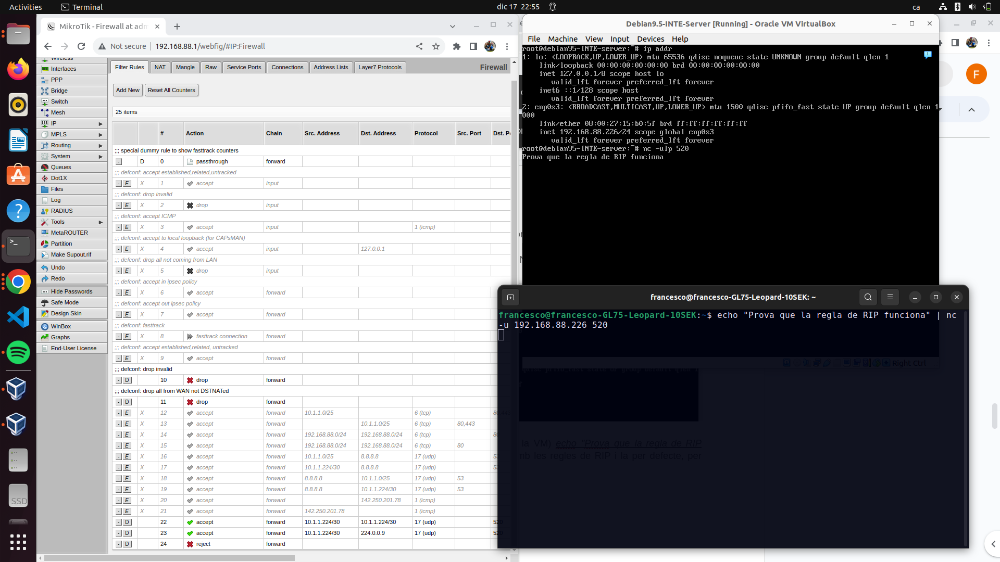 Activities
Terminal
dic 17 22:55
ca
MikroTik - Firewall at adm
Not secure
192.168.88.1/webfig/#IP:Firewall
Wireless
Interfaces
PPP
Bridge
Switch
Mesh
IP
MPLS
Routing
System
Queues
Dot1X
Files
Log
RADIUS
Tools
MetaROUTER
Partition
Make Supout.rif
Undo
Redo
Hide Passwords
Safe Mode
Design Skin
WinBox
Graphs
End-User License
SSD
Filter Rules NAT Mangle Raw Service Ports Connections Address Lists Layer7 Protocols Firewall
Add New Reset All Counters
25 items
# Action Chain Src. Address Dst. Address Protocol Src. Port Dst. Po
;;; special dummy rule to show fasttrack counters
- D 0 passthrough forward
;;; defconf: accept established,related,untracked
- E X 1 accept input
;;; defconf: drop invalid
- E X 2 drop input
;;; defconf: accept ICMP
- E X 3 accept input 1 (icmp)
;;; defconf: accept to local loopback (for CAPsMAN)
- E X 4 accept input 127.0.0.1
;;; defconf: drop all not coming from LAN
- E X 5 drop input
;;; defconf: accept in ipsec policy
- E X 6 accept forward
;;; defconf: accept out ipsec policy
- E X 7 accept forward
;;; defconf: fasttrack
- E X 8 fasttrack connection forward
;;; defconf: accept established,related, untracked
- E X 9 accept forward
;;; defconf: drop invalid
- D 10 drop forward
;;; defconf: drop all from WAN not DSTNATed
- D 11 drop forward
- E X 12 accept forward 10.1.1.0/25 6 (tcp)
- E X 13 accept forward 10.1.1.0/25 6 (tcp) 80,443
- E X 14 accept forward 192.168.88.0/24 192.168.88.0/24 6 (tcp) 80
- E X 15 accept forward 192.168.88.0/24 192.168.88.0/24 6 (tcp) 80
- E X 16 accept forward 10.1.1.0/25 8.8.8.8 17 (udp) 53
- E X 17 accept forward 10.1.1.224/30 8.8.8.8 17 (udp) 53
- E X 18 accept forward 8.8.8.8 10.1.1.0/25 17 (udp) 53
- E X 19 accept forward 8.8.8.8 10.1.1.224/30 17 (udp) 53
- E X 20 accept forward 142.250.201.78 1 (icmp)
- E X 21 accept forward 142.250.201.78 1 (icmp)
- D 22 accept forward 10.1.1.224/30 10.1.1.224/30 17 (udp) 520
- D 23 accept forward 10.1.1.224/30 224.0.0.9 17 (udp) 520
- D 24 reject forward
Debian9.5-INTE-Server [Running] - Oracle VM VirtualBox
File Machine View Input Devices Help
root@debian95-INTE-server:~# ip addr
1: lo: <LOOPBACK,UP,LOWER_UP> mtu 65536 qdisc noqueue state UNKNOWN group default qlen 1
link/loopback 00:00:00:00:00:00 brd 00:00:00:00:00:00
inet 127.0.0.1/8 scope host lo
valid_lft forever preferred_lft forever
inet6 ::1/128 scope host
valid_lft forever preferred_lft forever
2: enp0s3: <BROADCAST,MULTICAST,UP,LOWER_UP> mtu 1500 qdisc pfifo_fast state UP group default qlen 1
000
link/ether 08:00:27:15:b0:5f brd ff:ff:ff:ff:ff:ff
inet 192.168.88.226/24 scope global enp0s3
valid_lft forever preferred_lft forever
root@debian95-INTE-server:~# nc -ulp 520
Prova que la regla de RIP funciona
F
francesco@francesco-GL75-Leopard-10SEK: ~
francesco@francesco-GL75-Leopard-10SEK:~$ echo "Prova que la regla de RIP funciona" | nc
-u 192.168.88.226 520
Right Ctrl
la VM) echo "Prova que la regla de RIP
mb les regles de RIP i la per defecte, per